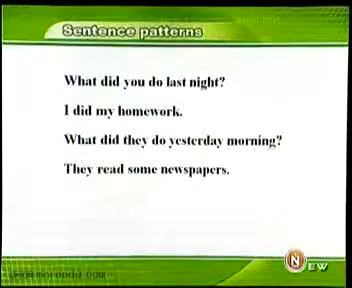 Sentence patterns
What did you do last night?
I did my homework.
What did they do yesterday morning?
They read some newspapers.
NEW